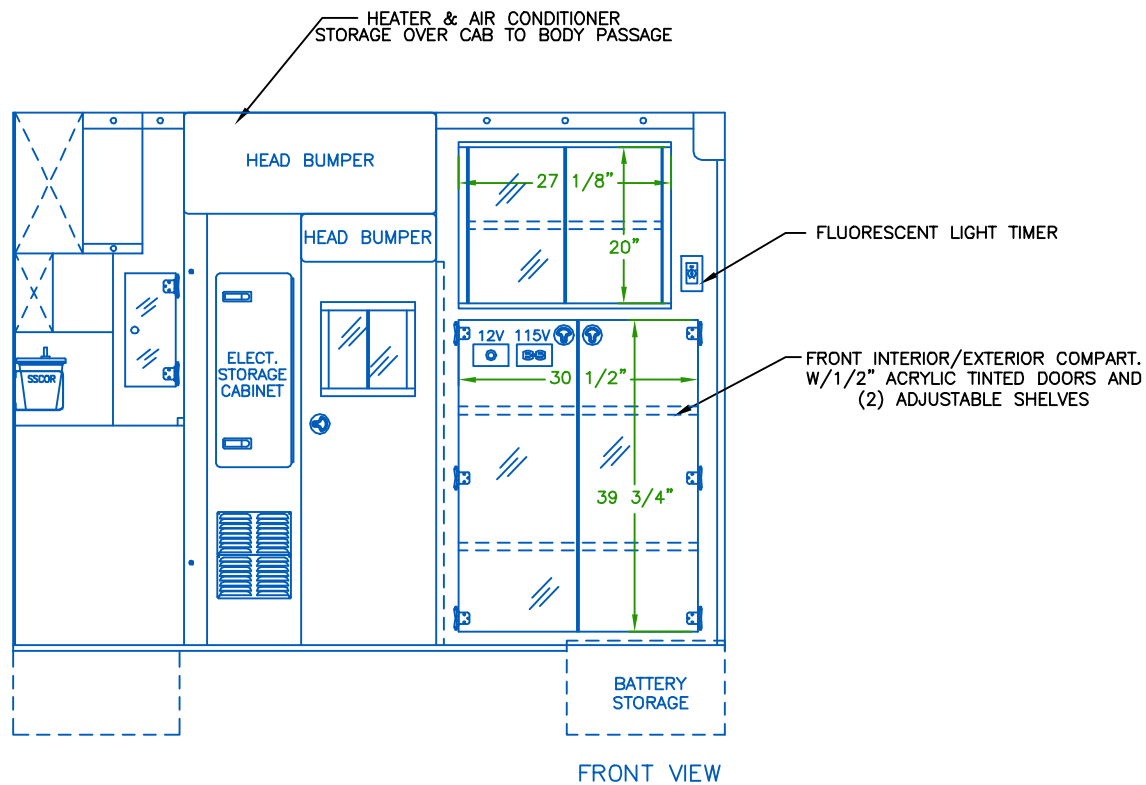 HEATER & AIR CONDITIONER
STORAGE OVER CAB TO BODY PASSAGE
HEAD BUMPER
27 1/8"
HEAD BUMPER
20"
FLUORESCENT LIGHT TIMER
12V 115V
SSCOR
ELECT.
STORAGE
CABINET
30 1/2"
FRONT INTERIOR/EXTERIOR COMPART.
W/1/2" ACRYLIC TINTED DOORS AND
(2) ADJUSTABLE SHELVES
39 3/4"
BATTERY
STORAGE
FRONT VIEW